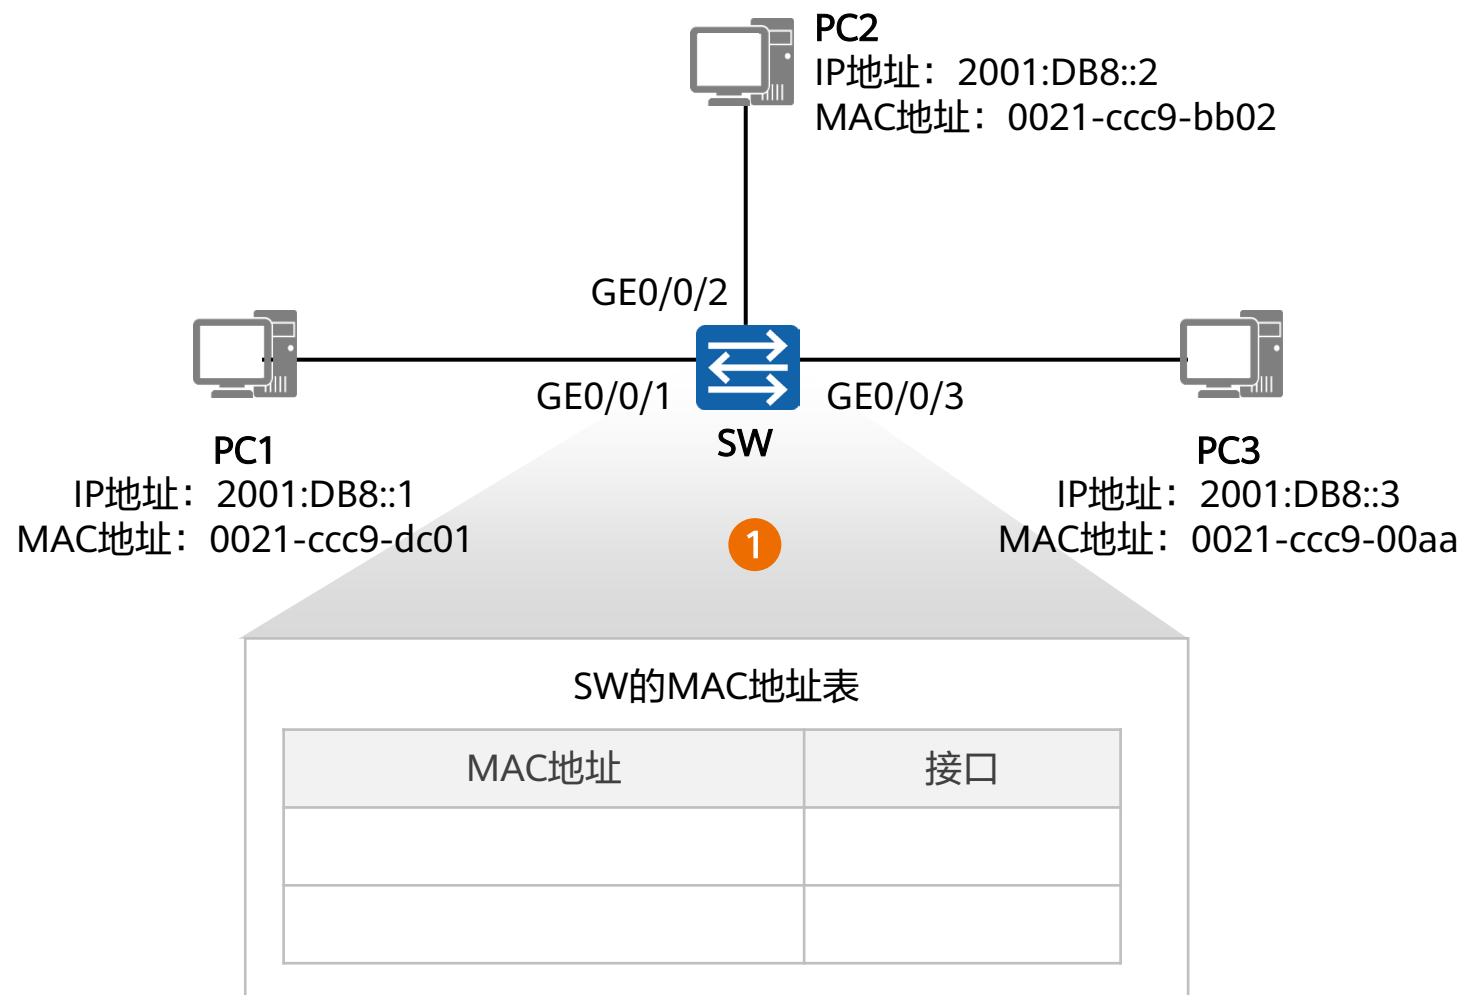 PC2
IP地址：2001:DB8::2
MAC地址：0021-ccc9-bb02
GE0/0/2
GE0/0/1
GE0/0/3
SW
PC1
IP地址：2001:DB8::1
MAC地址：0021-ccc9-dc01
PC3
IP地址：2001:DB8::3
MAC地址：0021-ccc9-00aa
1
SW的MAC地址表
MAC地址 接口